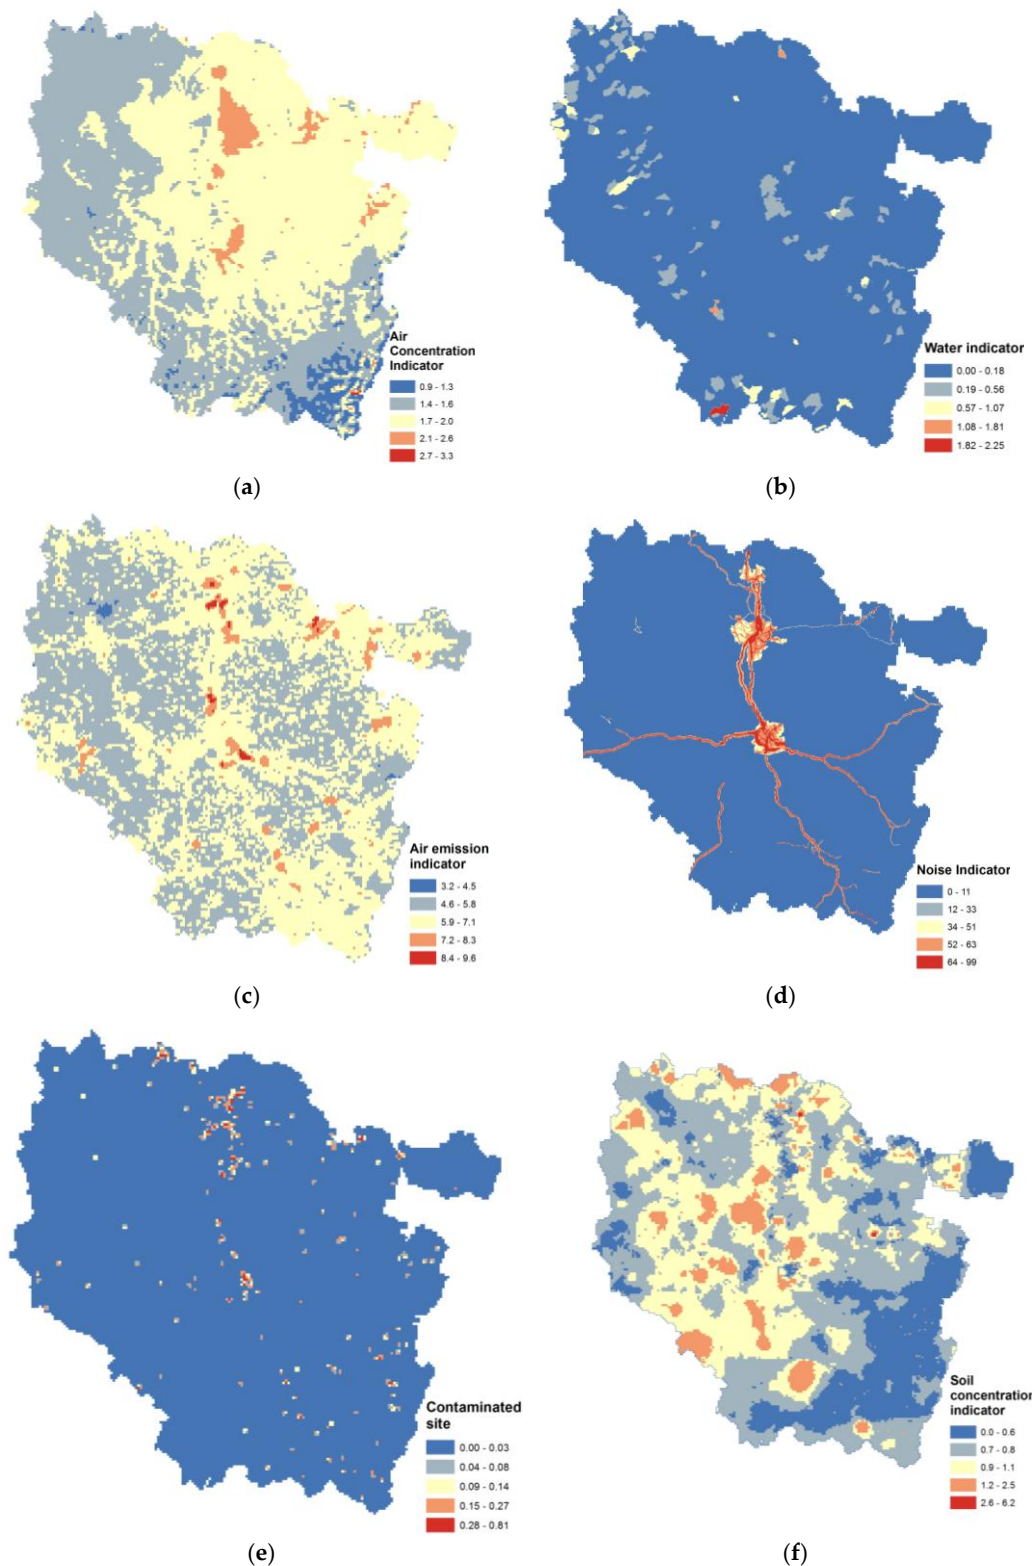 Air
Concentration
Indicator
0.9 - 1.3
1.4 - 1.6
1.7 - 2.0
2.1 - 2.6
2.7 - 3.3
(a)
Water indicator
0.00 - 0.18
0.19 - 0.56
0.57 - 1.07
1.08 - 1.81
1.82 - 2.25
(b)
Air emission
indicator
3.2 - 4.5
4.6 - 5.8
5.9 - 7.1
7.2 - 8.3
8.4 - 9.6
(c)
Noise Indicator
0 - 11
12 - 33
34 - 51
52 - 63
64 - 99
(d)
Contaminated
site
0.00 - 0.03
0.04 - 0.08
0.09 - 0.14
0.15 - 0.27
0.28 - 0.81
(e)
Soil
concentration
indicator
0.0 - 0.6
0.7 - 0.8
0.9 - 1.1
1.2 - 2.5
2.6 - 6.2
(f)